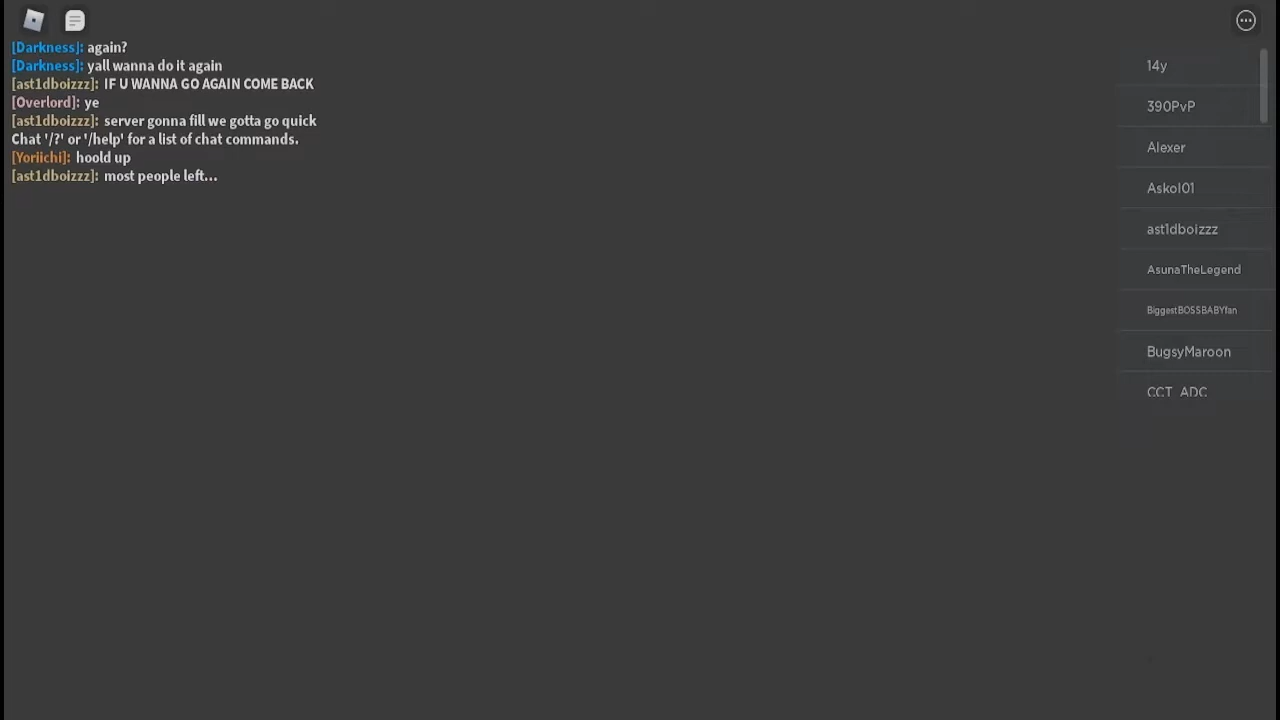 [Darkness]: again?
[Darkness]: yall wanna do it again
[ast1dboizzz]: IF U WANNA GO AGAIN COME BACK
[Overlord]: ye
[ast1dboizzz]: server gonna fill we gotta go quick
Chat '/?' or '/help' for a list of chat commands.
[Yoriichi]: hoold up
[ast1dboizzz]: most people left...
14y
390PvP
Alexer
Askol01
ast1dboizzz
AsunaTheLegend
BiggestBOSSBABYfan
BugsyMaroon
CCT_ADC